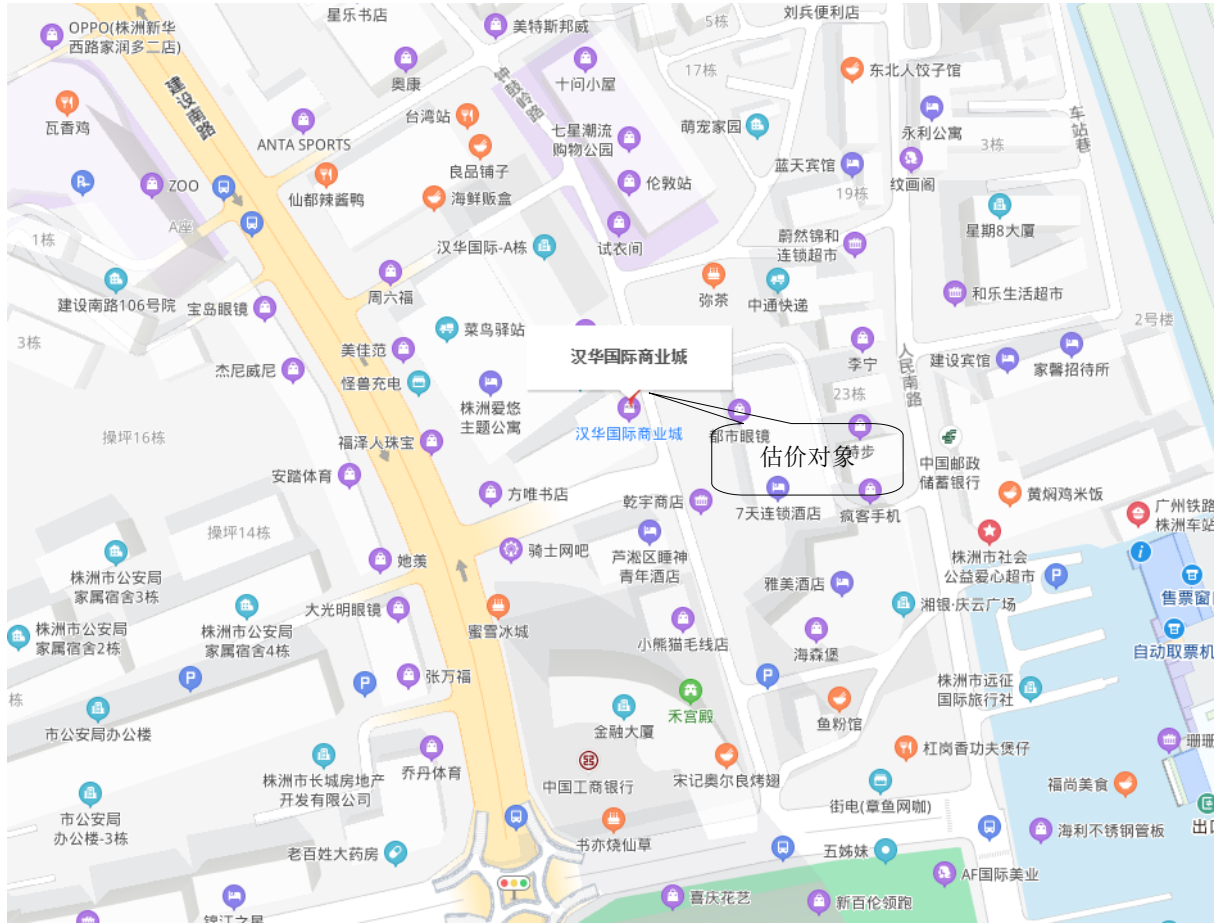 OPPO(株洲新华
西路家润多二店)
星乐书店
美特斯邦威
5栋
刘兵便利店
奥康
十问小屋
17栋
东北人饺子馆
钟鼓岭路
建设南路
瓦香鸡
ANTA SPORTS
台湾站
七星潮流
购物公园
萌宠家园
永利公寓
车站巷
3栋
良品铺子
蓝天宾馆
纹画阁
ZOO
仙都辣酱鸭
海鲜贩盒
伦敦站
19栋
A座
1栋
汉华国际-A栋
试衣间
蔚然锦和
连锁超市
星期8大厦
建设南路106号院
宝岛眼镜
周六福
弥茶
中通快递
和乐生活超市
2号楼
3栋
美佳范
菜鸟驿站
汉华国际商业城
李宁
人民南路
建设宾馆
家馨招待所
杰尼威尼
怪兽充电
株洲爱悠
主题公寓
23栋
操坪16栋
福泽人珠宝
汉华国际商业城
都市眼镜
特步
估价对象
中国邮政
储蓄银行
安踏体育
方唯书店
乾宇商店
7天连锁酒店
疯客手机
黄焖鸡米饭
广州铁路
株洲车站
操坪14栋
她羡
骑士网吧
芦淞区睡神
青年酒店
株洲市社会
公益爱心超市
株洲市公安局
家属宿舍3栋
雅美酒店
售票窗
大光明眼镜
湘银·庆云广场
株洲市公安局
家属宿舍2栋
株洲市公安局
家属宿舍4栋
蜜雪冰城
小熊猫毛线店
海森堡
自动取票机
栋
张万福
株洲市远征
国际旅行社
市公安局办公楼
金融大厦
禾宫殿
鱼粉馆
杠岗香功夫煲仔
珊珊
株洲市长城房地产
开发有限公司
乔丹体育
中国工商银行
宋记奥尔良烤翅
街电(章鱼网咖)
福尚美食
市公安局
办公楼-3栋
书亦烧仙草
海利不锈钢管板
出口
老百姓大药房
五姊妹
AF国际美业
喜庆花艺
新百伦领跑
锦江之星